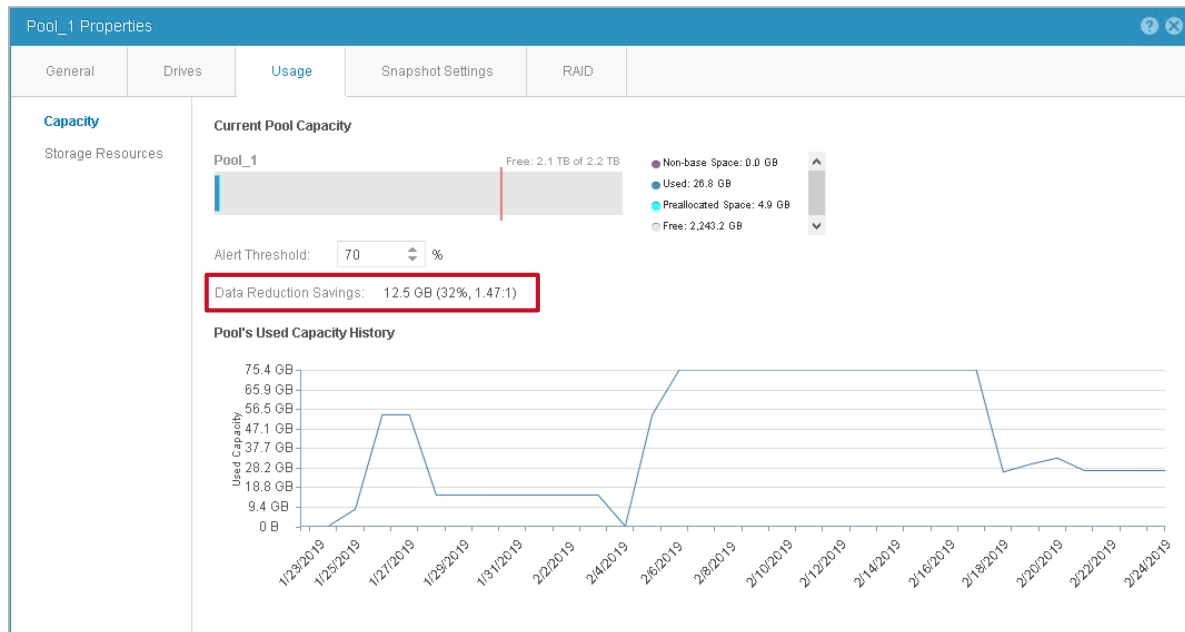 Pool_1 Properties
General Drives Usage Snapshot Settings RAID
Capacity
Storage Resources
Current Pool Capacity
Pool_1 Free: 2.1 TB of 2.2 TB
Non-base Space: 0.0 GB
Used: 26.8 GB
Preallocated Space: 4.9 GB
Free: 2,243.2 GB
Alert Threshold: 70 %
Data Reduction Savings: 12.5 GB (32%, 1.47:1)
Pool's Used Capacity History
Used Capacity
75.4 GB
65.9 GB
56.5 GB
47.1 GB
37.7 GB
28.2 GB
18.8 GB
9.4 GB
0 B
1/23/2019 1/25/2019 1/27/2019 1/29/2019 1/31/2019 2/2/2019 2/4/2019 2/6/2019 2/8/2019 2/10/2019 2/12/2019 2/14/2019 2/16/2019 2/18/2019 2/20/2019 2/22/2019 2/24/2019